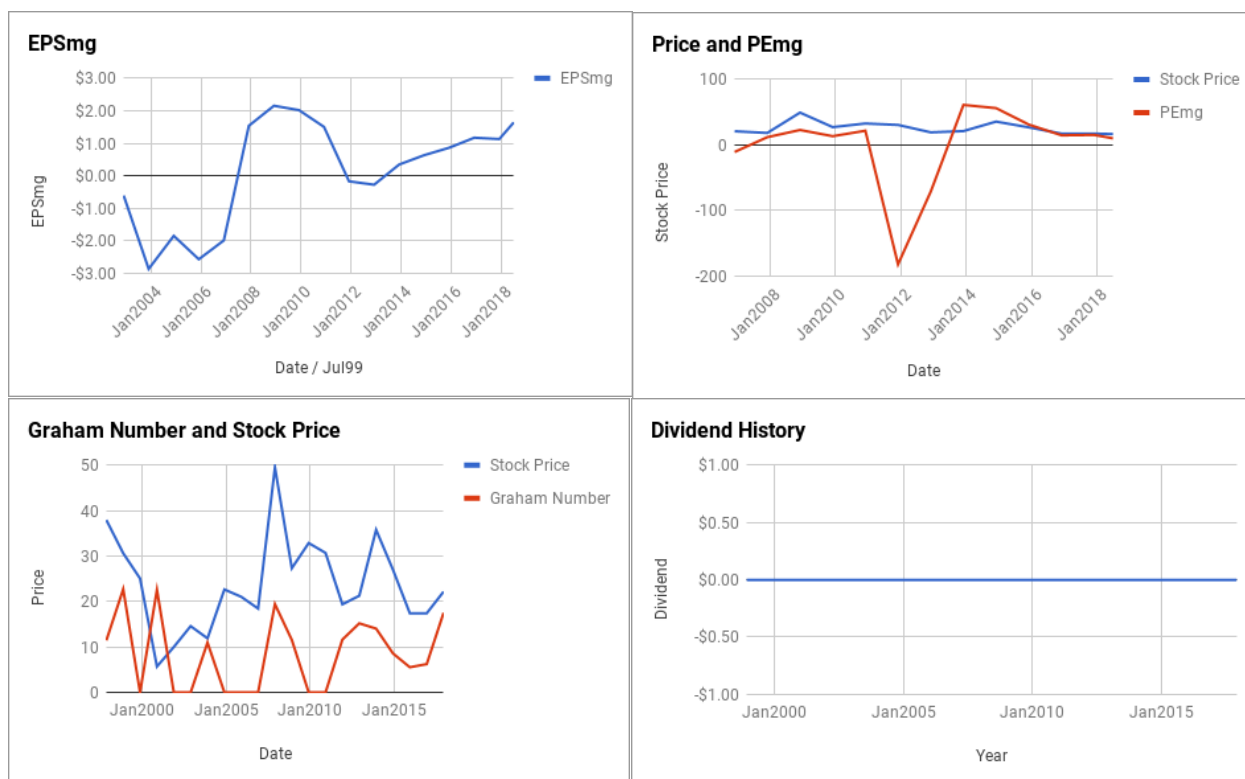 EPSmg
$3.00
$2.00
$1.00
$0.00
-$1.00
-$2.00
-$3.00
EPSmg
Jan2004
Jan2006
Jan2008
Jan2010
Jan2012
Jan2014
Jan2016
Jan2018
Date / Jul99
EPSmg
Price and PEmg
100
0
-100
-200
Stock Price
Jan2008
Jan2010
Jan2012
Jan2014
Jan2016
Jan2018
Date
Stock Price
PEmg
Graham Number and Stock Price
50
40
30
20
10
0
Price
Jan2000
Jan2005
Jan2010
Jan2015
Date
Stock Price
Graham Number
Dividend History
$1.00
$0.50
$0.00
-$0.50
-$1.00
Dividend
Jan2000
Jan2005
Jan2010
Jan2015
Year